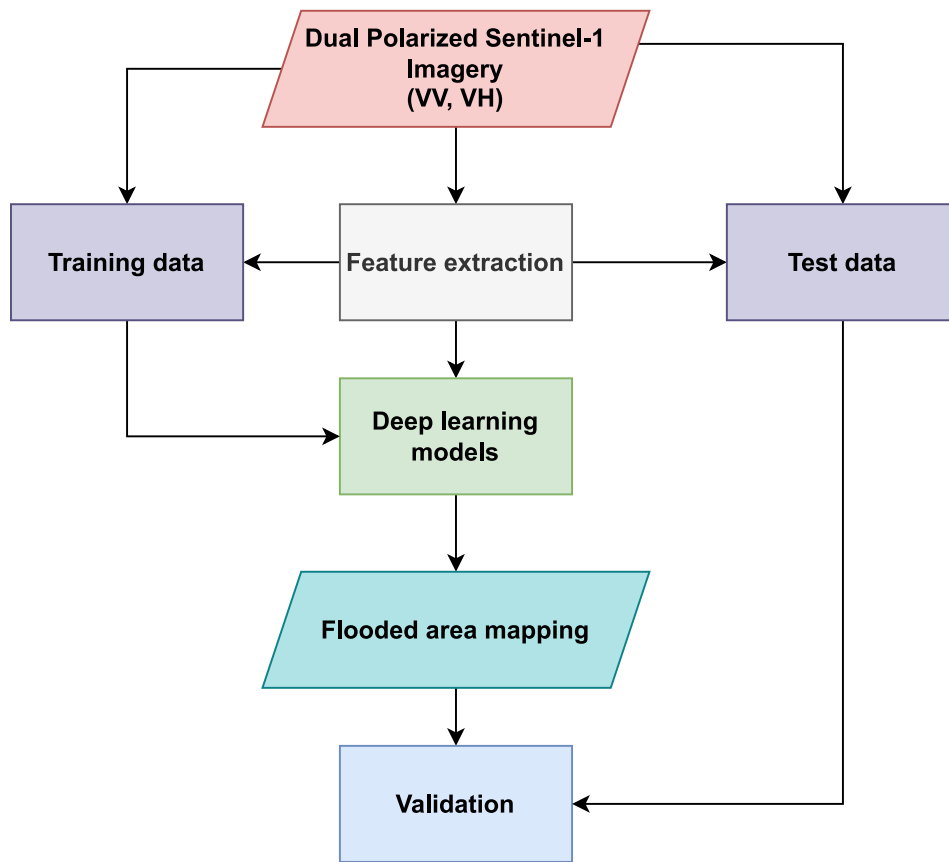 Dual Polarized Sentinel-1
Imagery
(VV, VH)
Training data
Feature extraction
Test data
Deep learning
models
Flooded area mapping
Validation